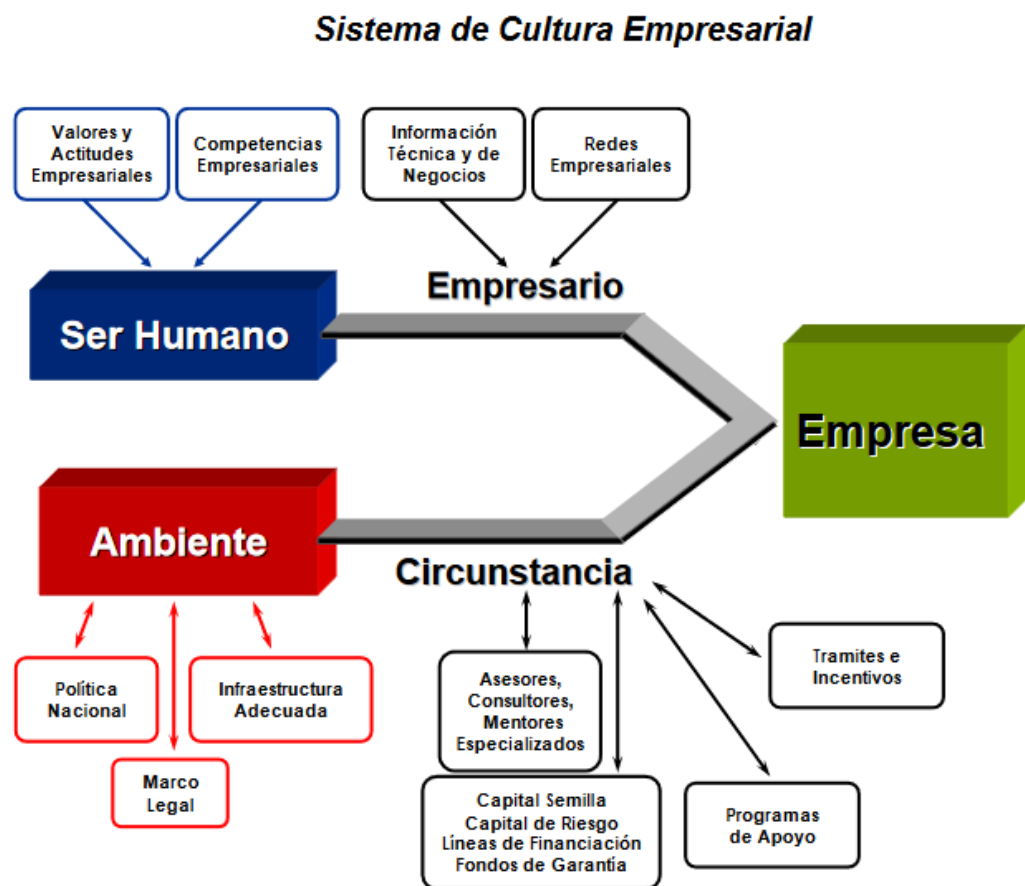 Sistema de Cultura Empresarial
Valores y
Actitudes
Empresariales
Competencias
Empresariales
Información
Técnica y de
Negocios
Redes
Empresariales
Empresario
Ser Humano
Empresa
Ambiente
Circunstancia
Política
Nacional
Infraestructura
Adecuada
Marco
Legal
Asesores,
Consultores,
Mentores
Especializados
Tramites e
Incentivos
Capital Semilla
Capital de Riesgo
Líneas de Financiación
Fondos de Garantía
Programas
de Apoyo